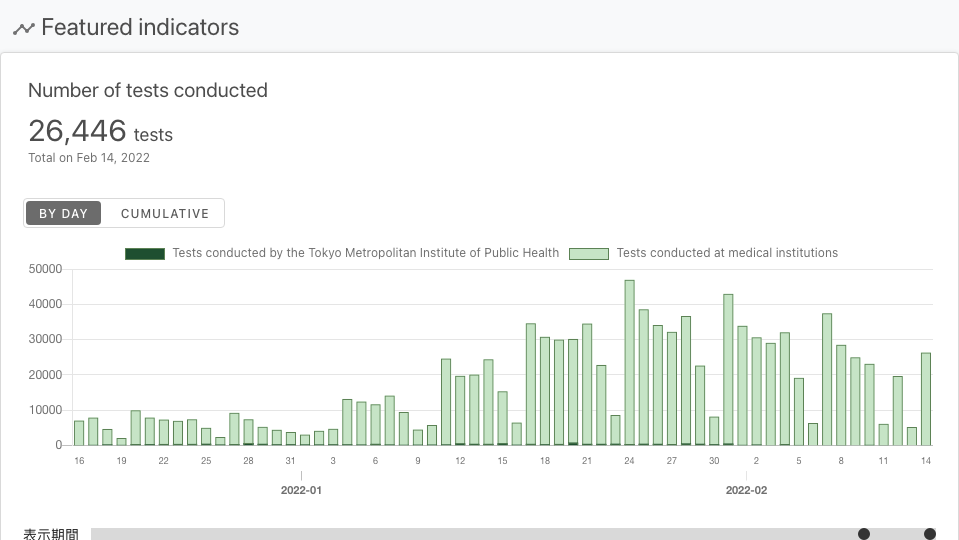 Featured indicators
Number of tests conducted
26,446 tests
Total on Feb 14, 2022
BY DAY CUMULATIVE
Tests conducted by the Tokyo Metropolitan Institute of Public Health Tests conducted at medical institutions
50000
40000
30000
20000
10000
0
16 19 22 25 28 31 3 6 9 12 15 18 21 24 27 30 2 5 8 11 14
2022-01 2022-02
表示期間